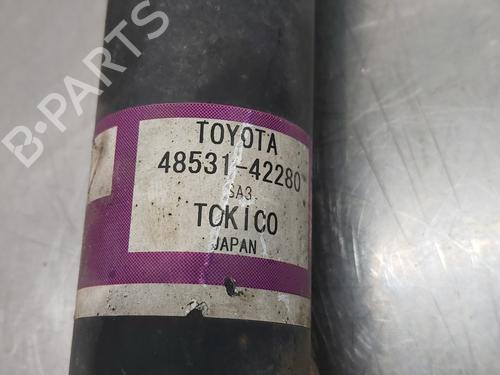 B-PARTS
TOYOTA
48531-42280
SA3
TOKICO
JAPAN